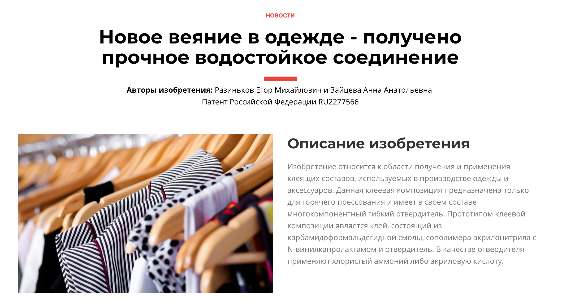 НОВОСТИ
Новое веяние в одежде - получено
прочное водостойкое соединение
Авторы изобретения: Разиньков Егор Михайлович и Зайцева Анна Анатольевна
Патент Российской Федерации RU2277566
Описание изобретения
Изобретение относится к области получения и применения
клеящих составов, используемых в производстве одежды и
аксессуаров. Данная клеевая композиция предназначена только
для горячего прессования и имеет в своем составе
многокомпонентный гибкий отвердитель. Прототипом клеевой
композиции является клей, состоящий из
карбамидоформальдегидной смолы, сополимера акрилонитрила с
N-винилкапролактамом и отвердитель. В качестве отвердителя
применяют хлористый аммоний либо акриловую кислоту.